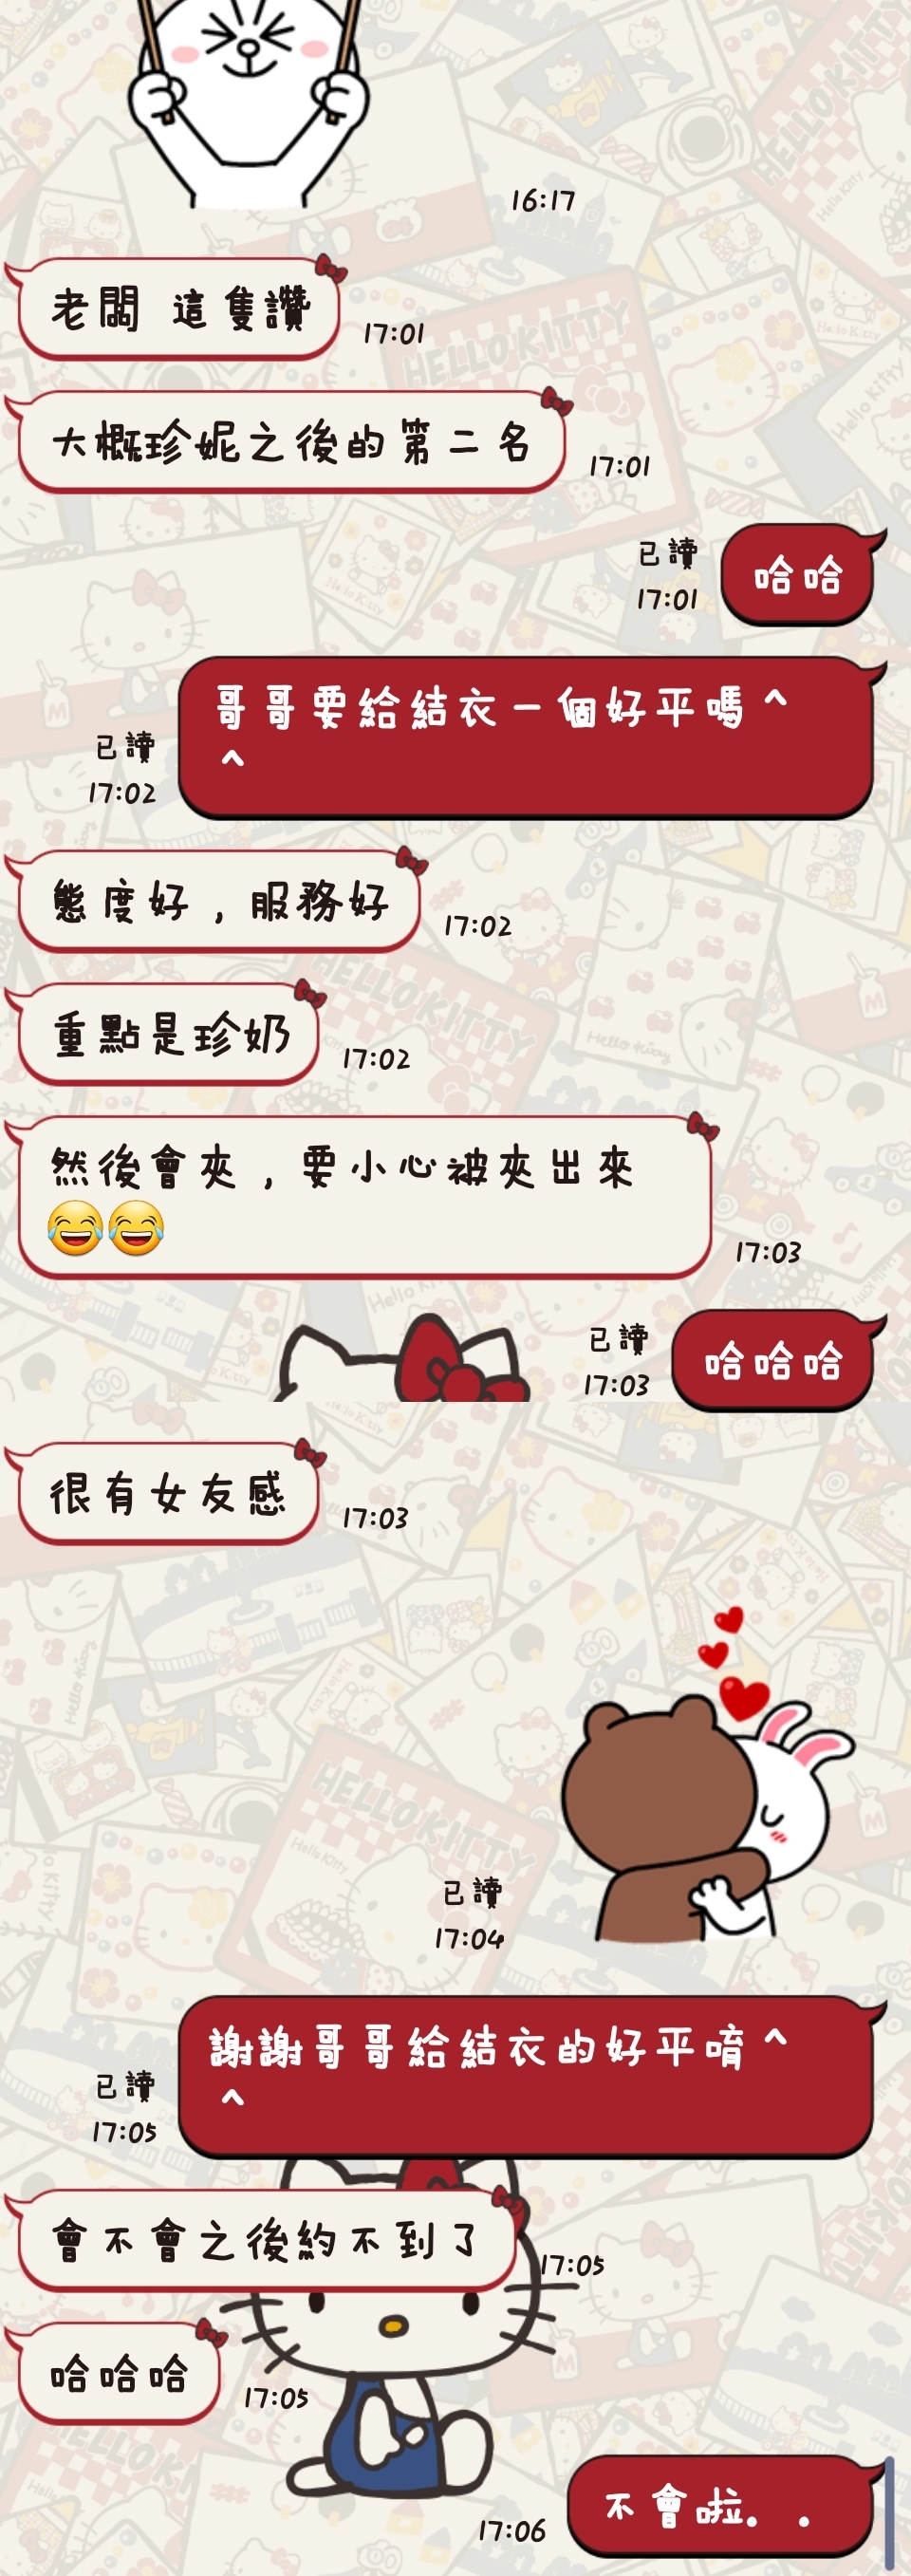 16:17
老闆 這隻讚
17:01
大概珍妮之後的第二名
17:01
已讀
17:01
哈哈
哥哥要給結衣一個好評嗎^
^
已讀
17:02
態度好,服務好
17:02
重點是珍奶
17:02
然後會夾,要小心被夾出來
😂😂
17:03
已讀
17:03
哈哈哈
很有女友感
17:03
已讀
17:04
謝謝哥哥給結衣的好評唷^
^
已讀
17:05
會不會之後約不到了
17:05
哈哈哈
17:05
17:06
不會啦..